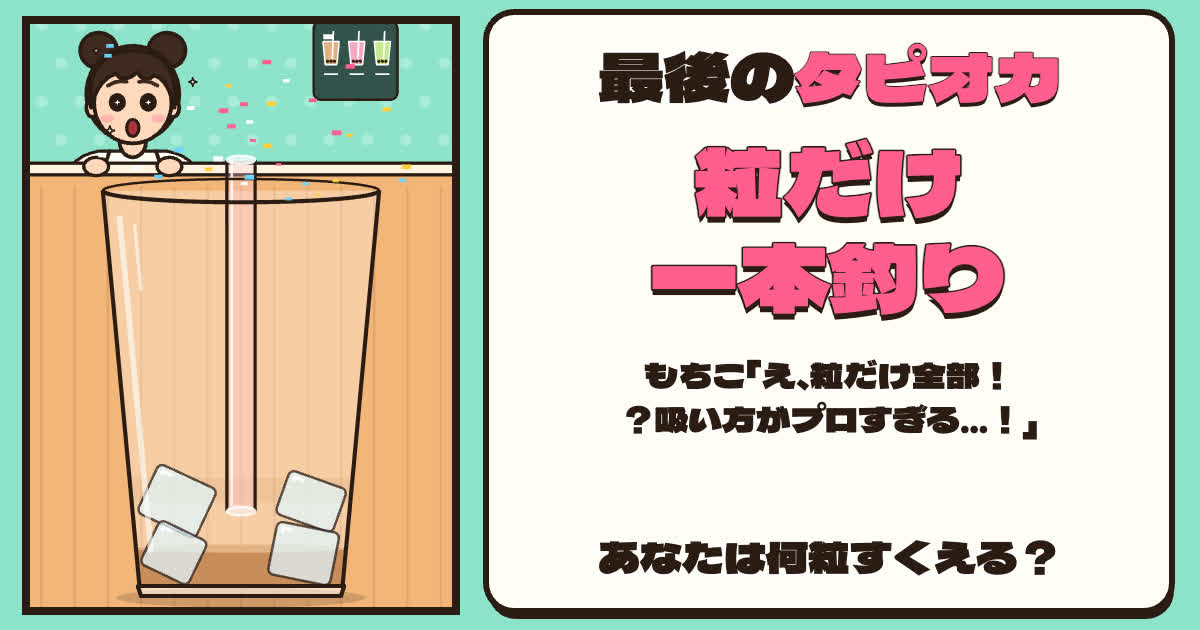 最後のタピオカ
粒だけ
一本釣り
もちこ「え、粒だけ全部！
？吸い方がプロすぎる…！」
あなたは何粒すくえる？